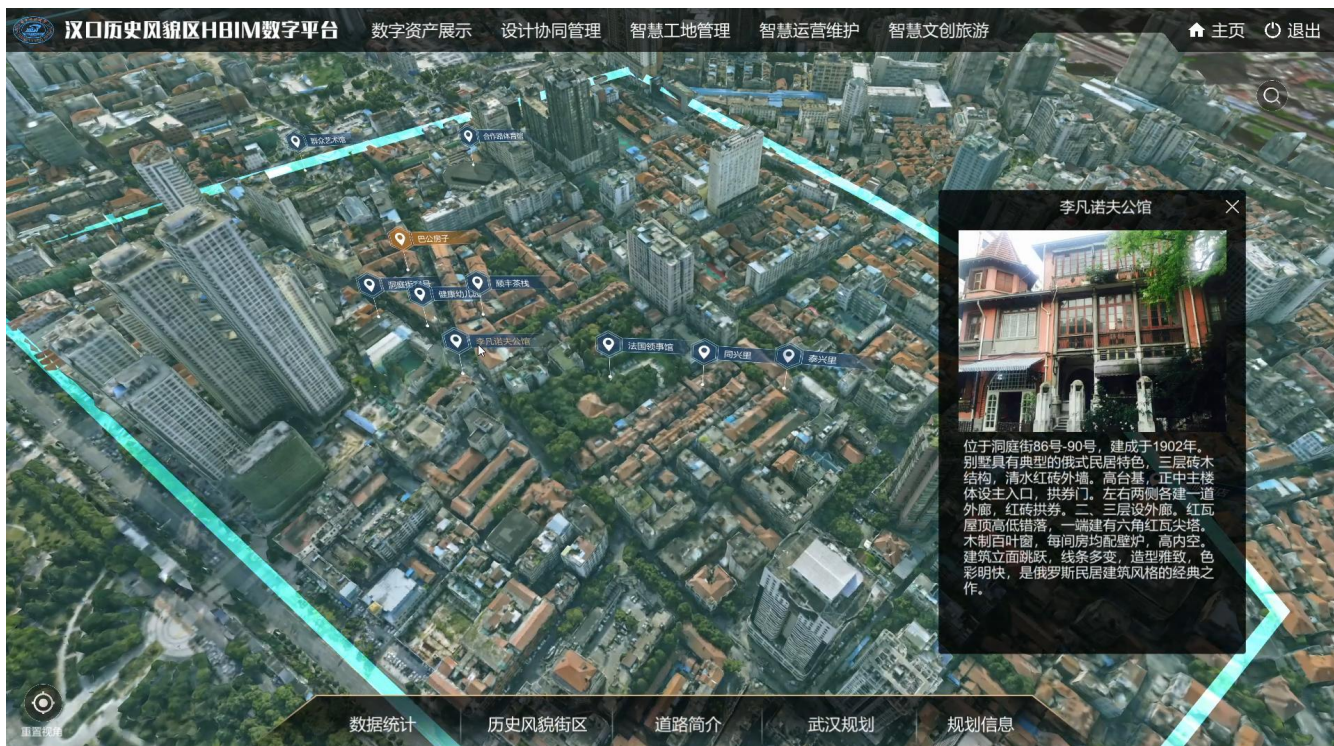 汉口历史风貌区HBIM数字平台
数字资产展示
设计协同管理
智慧工地管理
智慧运营维护
智慧文创旅游
主页
退出
群众艺术馆
合作路体育馆
巴公房子
洞庭街
号
健康幼儿
顺丰茶栈
李凡诺夫公馆
法国领事馆
同兴里
泰兴里
李凡诺夫公馆
位于洞庭街86号-90号，建成于1902年。
别墅具有典型的俄式民居特色，三层砖木
结构，清水红砖外墙。高台基，正中主楼
体设主入口，拱券门。左右两侧各建一道
外廊，红砖拱券。二、三层设外廊。红瓦
屋顶高低错落，一端建有六角红瓦尖塔。
木制百叶窗，每间房均配壁炉，高内空。
建筑立面跳跃，线条多变，造型雅致，色
彩明快，是俄罗斯民居建筑风格的经典之
作。
重置视角
数据统计
历史风貌街区
道路简介
武汉规划
规划信息